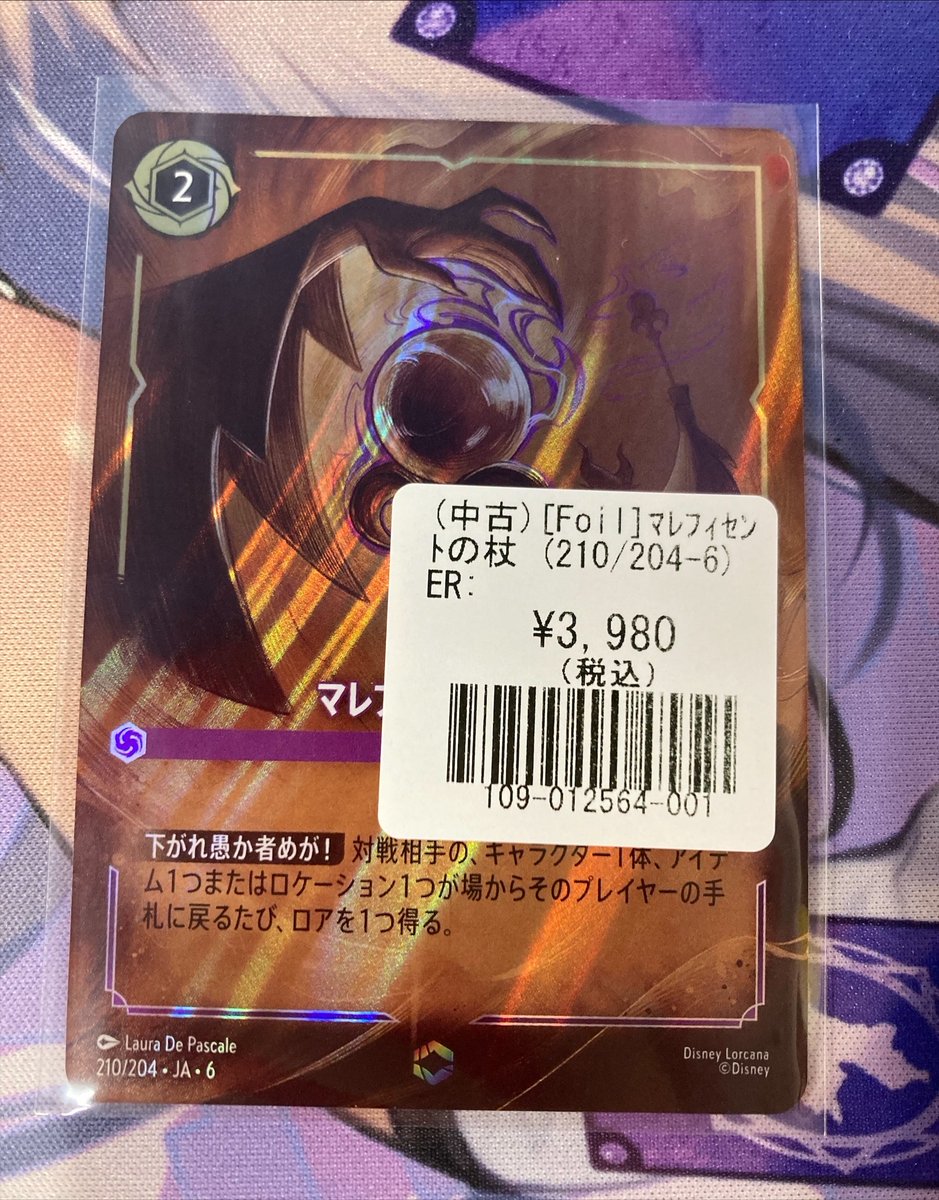 2
(中古)[Foil]マレフィセン
トの杖 (210/204-6)
ER:
¥3,980
(税込)
109-012564-001
マレフ
下がれ愚か者めが! 対戦相手の、キャラクター1体、アイテ
ム1つまたはロケーション1つが場からそのプレイヤーの手
札に戻るたび、ロアを1つ得る。
Laura De Pascale
210/204・JA・6
Disney Lorcana
©Disney